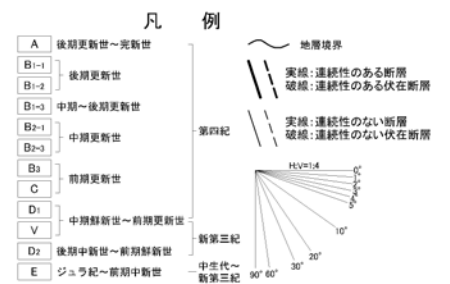 凡 例
A 後期更新世~完新世
B1-1
B1-2
後期更新世
B1-3 中期~後期更新世
B2-1
B2-3
中期更新世
B3
C
前期更新世
D1
V
中期鮮新世~前期更新世
D2 後期中新世~前期鮮新世
E ジュラ紀~前期中新世
第四紀
新第三紀
中生代~
新第三紀
地層境界
実線:連続性のある断層
破線:連続性のある伏在断層
実線:連続性のない断層
破線:連続性のない伏在断層
H:V=1:4
0°
1°
2°
3°
4°
5°
10°
20°
30°
60°
90°